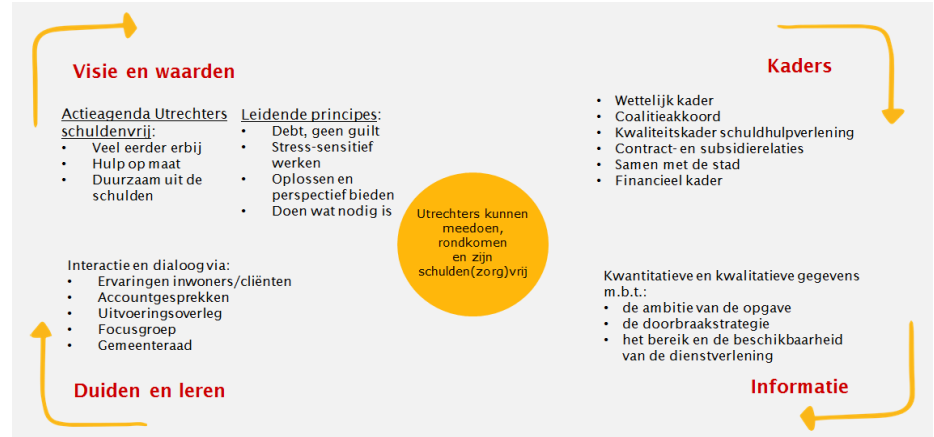 Visie en waarden
Actieagenda Utrechters
schuldenvrij:
• Veel eerder erbij
• Hulp op maat
• Duurzaam uit de
schulden
Leidende principes:
• Debt, geen guilt
• Stress-sensitief
werken
• Oplossen en
perspectief bieden
• Doen wat nodig is
Kaders
• Wettelijk kader
• Coalitieakkoord
• Kwaliteitskader schuldhulpverlening
• Contract- en subsidierelaties
• Samen met de stad
• Financieel kader
Utrechters kunnen
meedoen,
rondkomen
en zijn
schulden(zorg)vrij
Interactie en dialoog via:
• Ervaringen inwoners/cliënten
• Accountgesprekken
• Uitvoeringsoverleg
• Focusgroep
• Gemeenteraad
Duiden en leren
Kwantitatieve en kwalitatieve gegevens
m.b.t.:
• de ambitie van de opgave
• de doorbraakstrategie
• het bereik en de beschikbaarheid
van de dienstverlening
Informatie